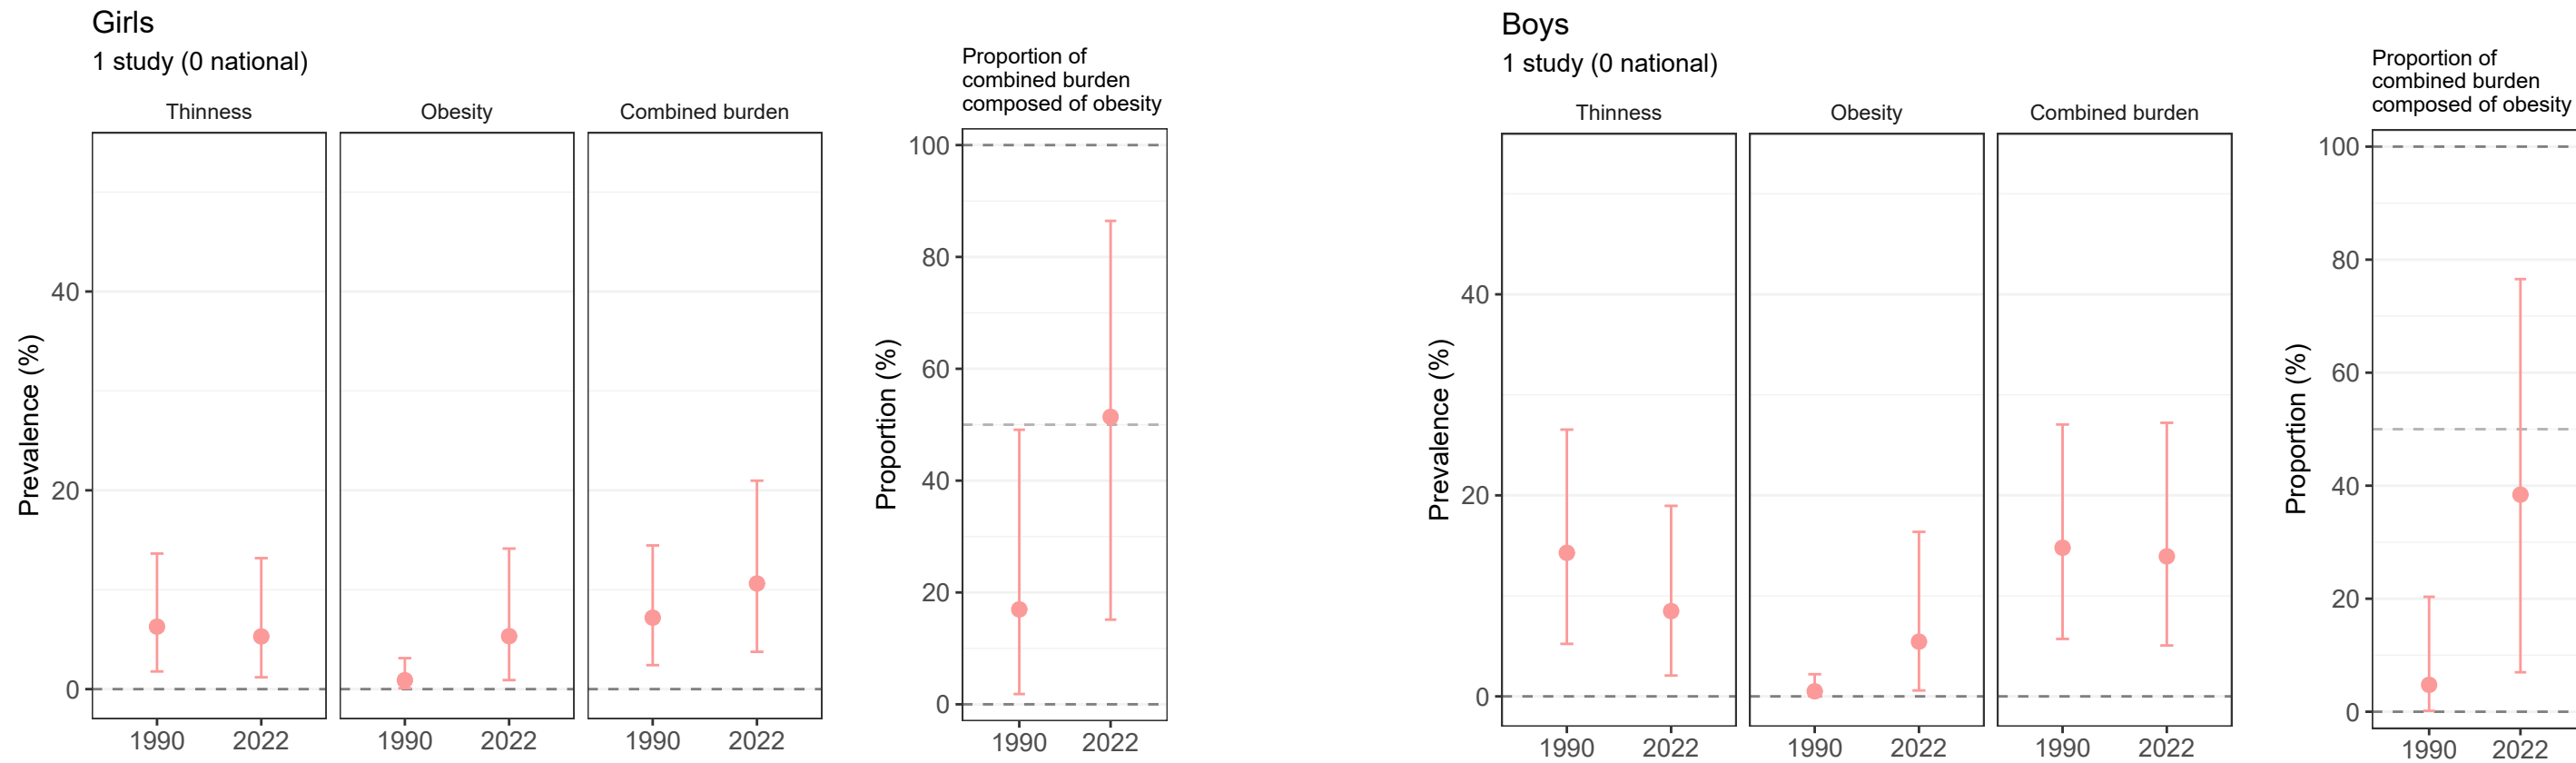 Girls
1 study (0 national)
Thinness
Obesity
Combined burden
Prevalence (%)
40
20
0
1990
2022
1990
2022
1990
2022
Proportion of
combined burden
composed of obesity
Proportion (%)
100
80
60
40
20
0
1990
2022
Boys
1 study (0 national)
Thinness
Obesity
Combined burden
Prevalence (%)
40
20
0
1990
2022
1990
2022
1990
2022
Proportion of
combined burden
composed of obesity
Proportion (%)
100
80
60
40
20
0
1990
2022